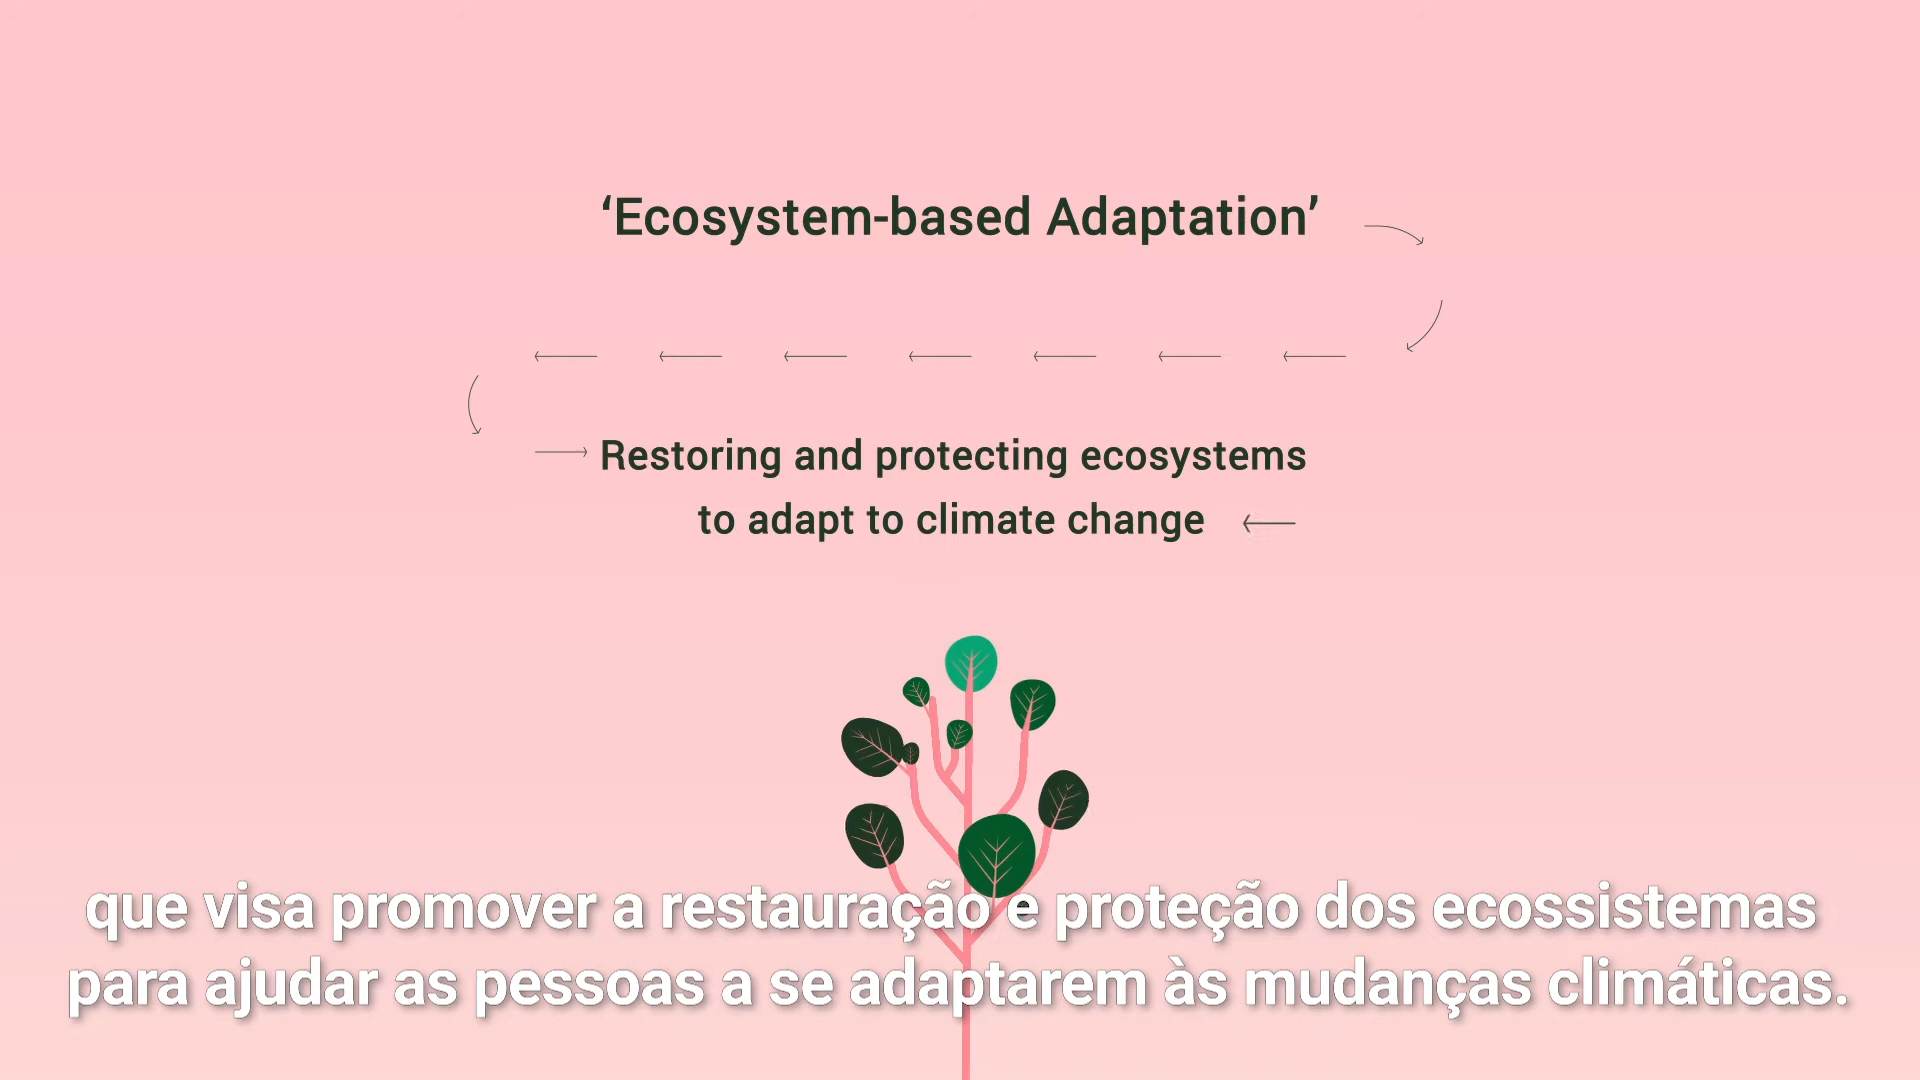 ‘Ecosystem-based Adaptation’
Restoring and protecting ecosystems
to adapt to climate change
que visa promover a restauração e proteção dos ecossistemas
para ajudar as pessoas a se adaptarem às mudanças climáticas.